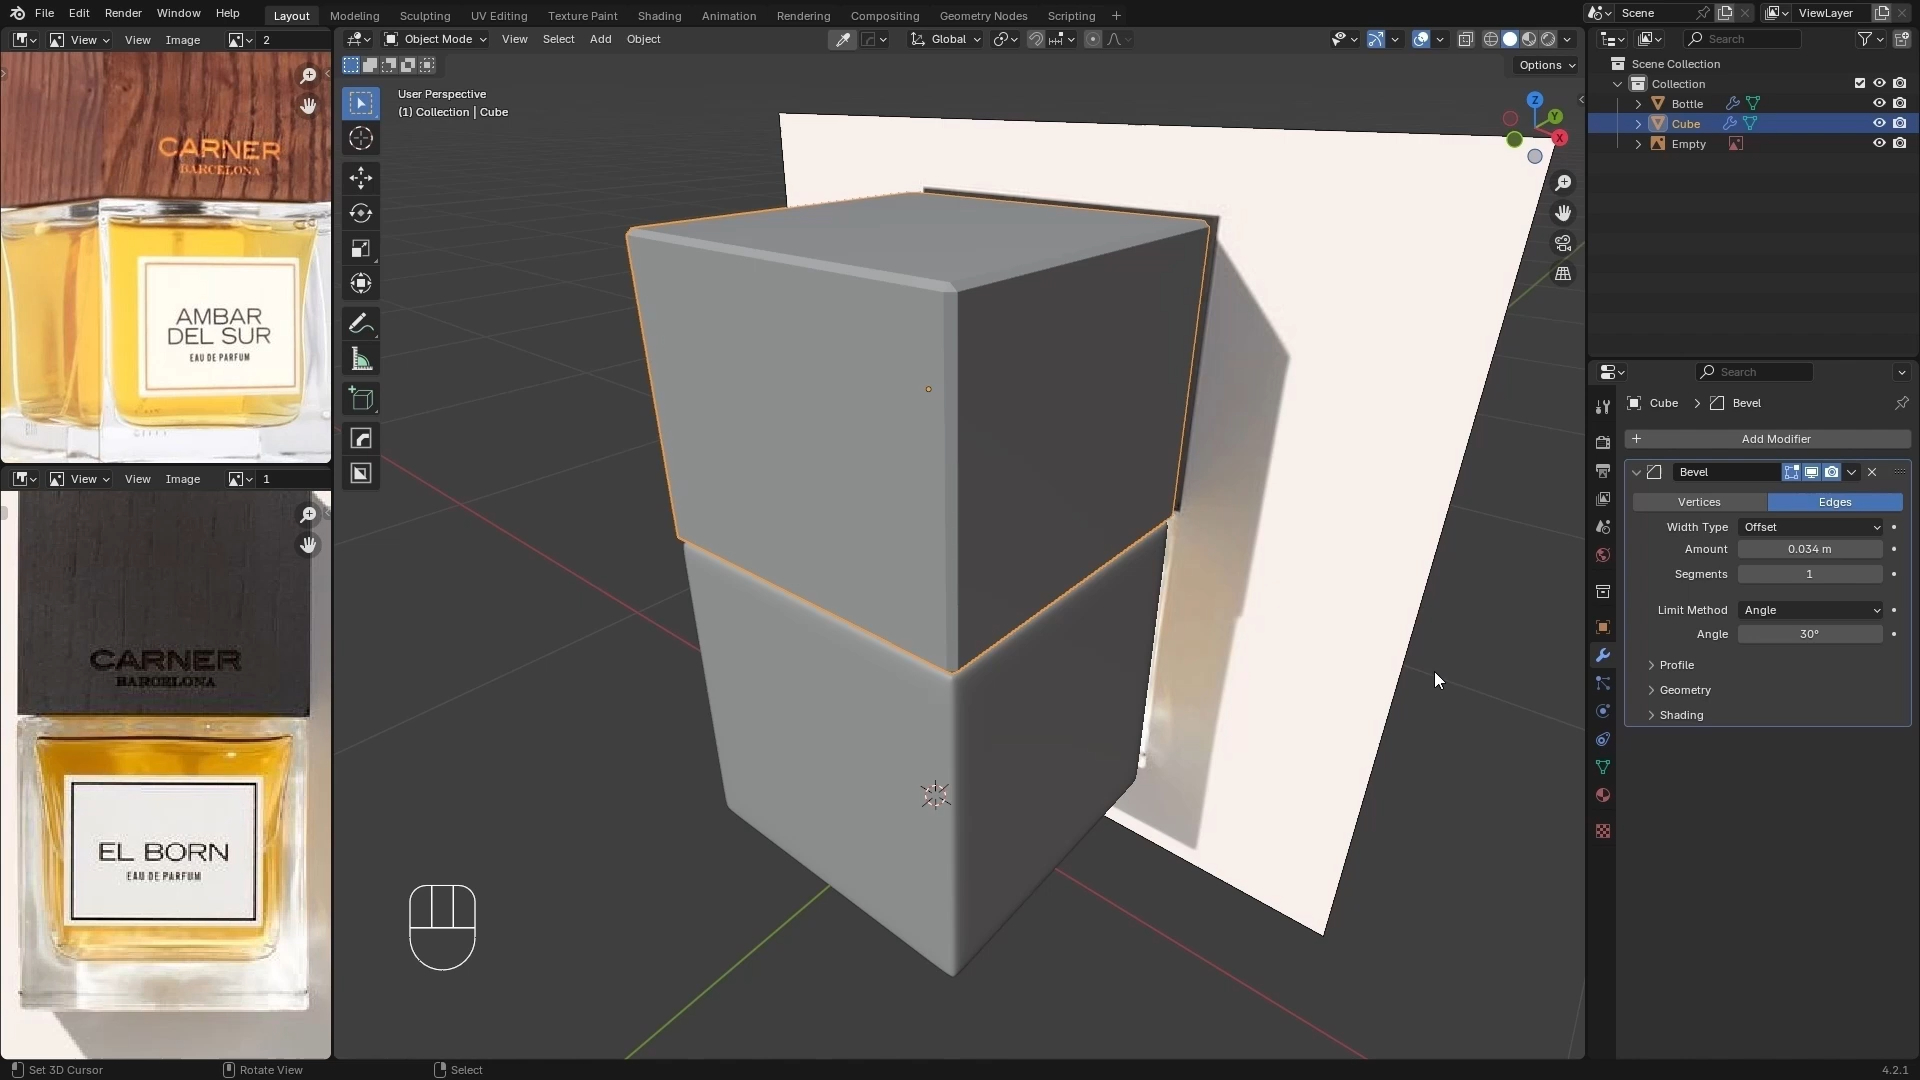 File Edit Render Window Help Layout Modeling Sculpting UV Editing Texture Paint Shading Animation Rendering Compositing Geometry Nodes Scripting + Scene ViewLayer
View View Image 2
CARNER
BARCELONA
AMBAR
DEL SUR
EAU DE PARFUM
View View Image 1
CARNER
BARCELONA
EL BORN
EAU DE PARFUM
Object Mode View Select Add Object Global
Options
User Perspective
(1) Collection | Cube
Z
Y
X
Search
Scene Collection
Collection
Bottle
Cube
Empty
Search
Cube > Bevel
+ Add Modifier
Bevel
Vertices Edges
Width Type Offset
Amount 0.034 m
Segments 1
Limit Method Angle
Angle 30°
Profile
Geometry
Shading
Set 3D Cursor Rotate View Select 4.2.1